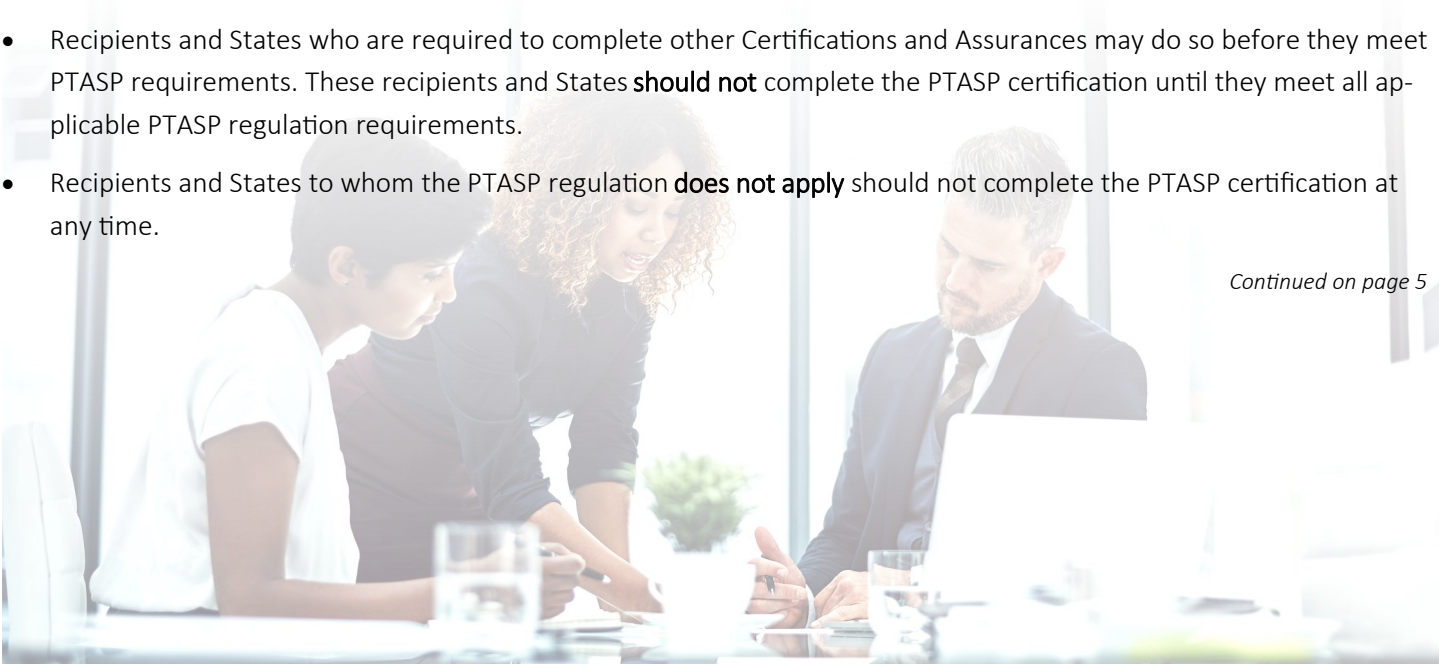 • Recipients and States who are required to complete other Certifications and Assurances may do so before they meet
PTASP requirements. These recipients and States should not complete the PTASP certification until they meet all ap-
plicable PTASP regulation requirements.
• Recipients and States to whom the PTASP regulation does not apply should not complete the PTASP certification at
any time.
Continued on page 5